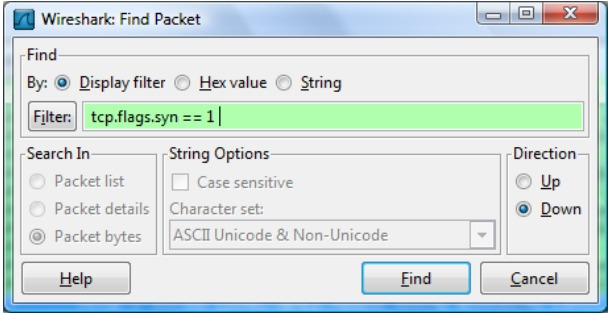 Wireshark: Find Packet
Find
By: Display filter Hex value String
Filter: tcp.flags.syn == 1
Search In
Packet list
Packet details
Packet bytes
String Options
Case sensitive
Character set:
ASCII Unicode & Non-Unicode
Direction
Up
Down
Help Find Cancel